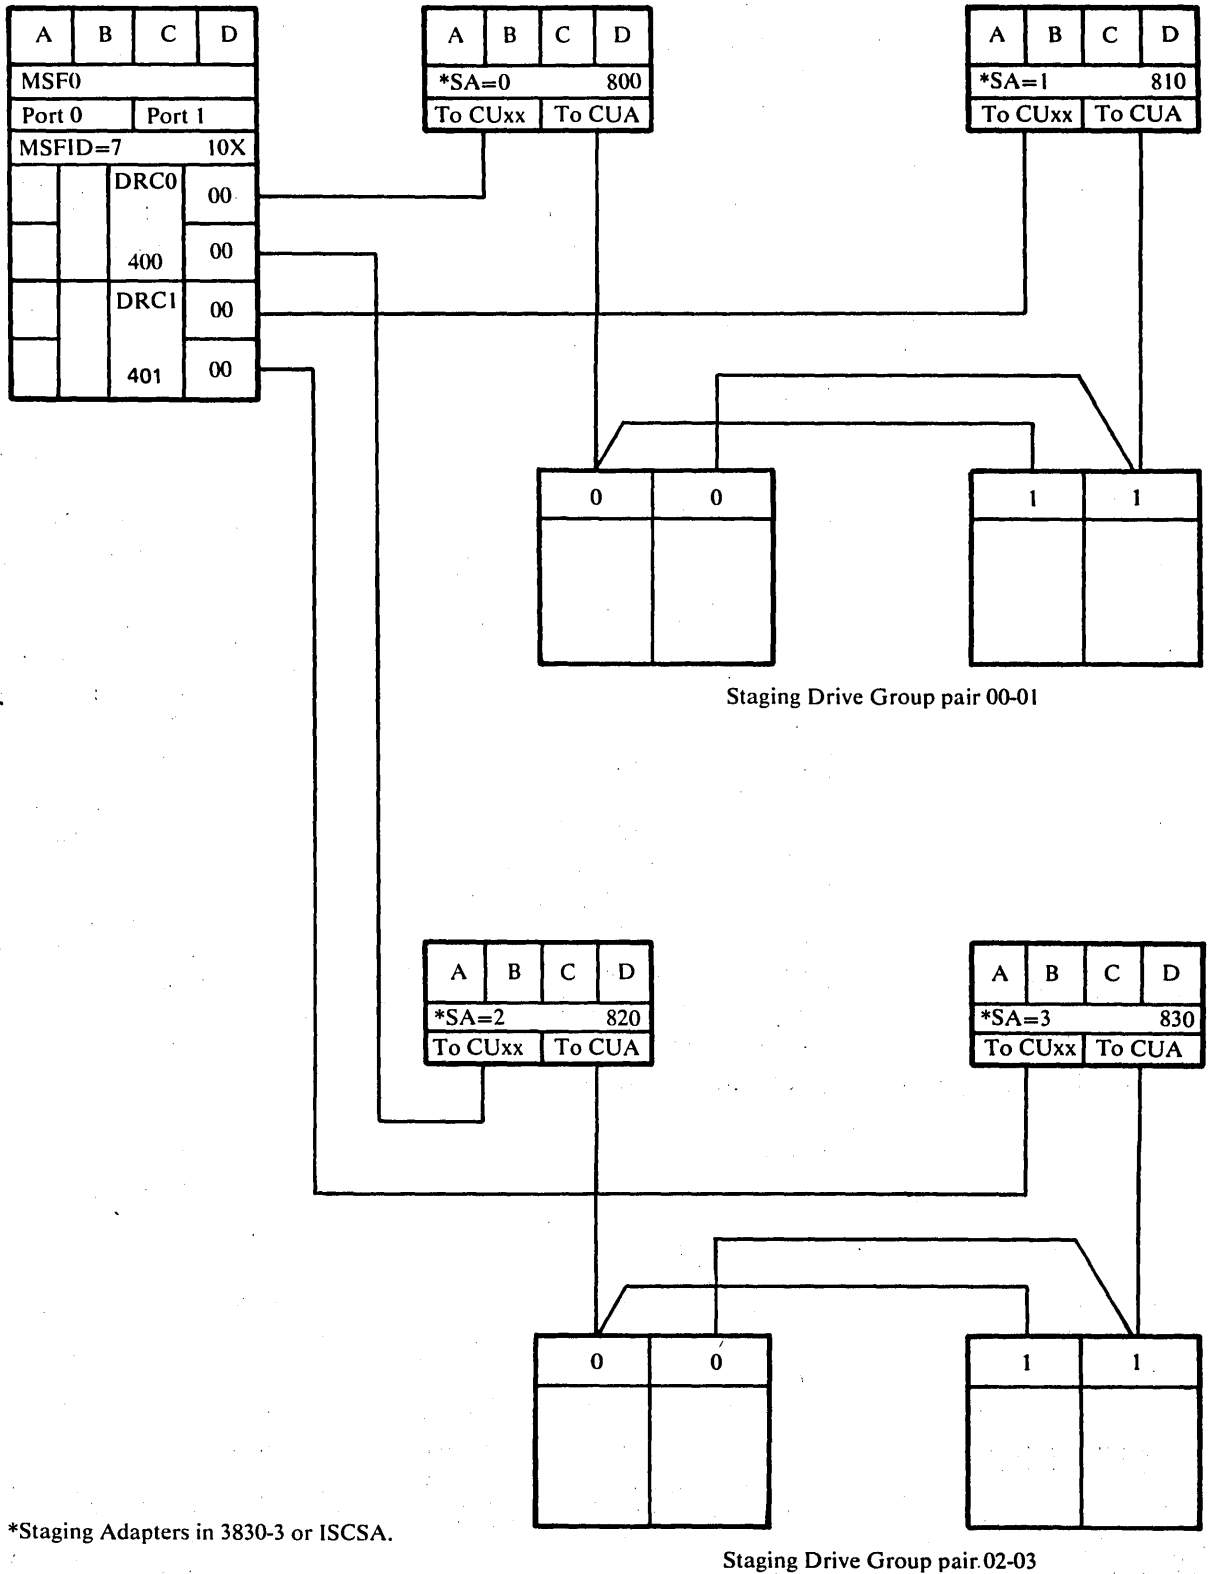 A B C D
MSF0
Port 0 Port 1
MSFID=7 10X
DRC0 00
400 00
DRC1 00
401 00
A B C D
*SA=0 800
To CUxx To CUA
A B C D
*SA=1 810
To CUxx To CUA
0 0
1 1
Staging Drive Group pair 00-01
A B C D
*SA=2 820
To CUxx To CUA
A B C D
*SA=3 830
To CUxx To CUA
0 0
1 1
*Staging Adapters in 3830-3 or ISCSA.
Staging Drive Group pair 02-03